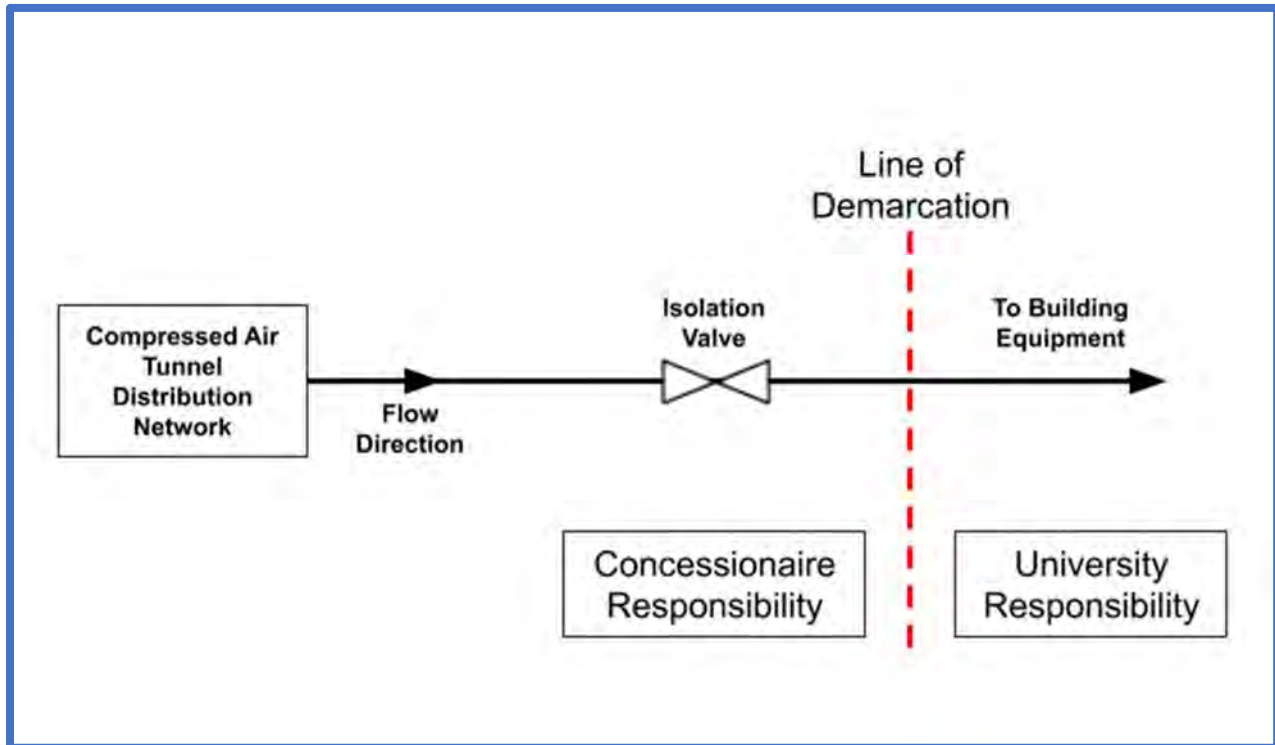 Line of
Demarcation
Isolation
Valve
To Building
Equipment
Compressed Air
Tunnel
Distribution
Network
Flow
Direction
Concessionaire
Responsibility
University
Responsibility